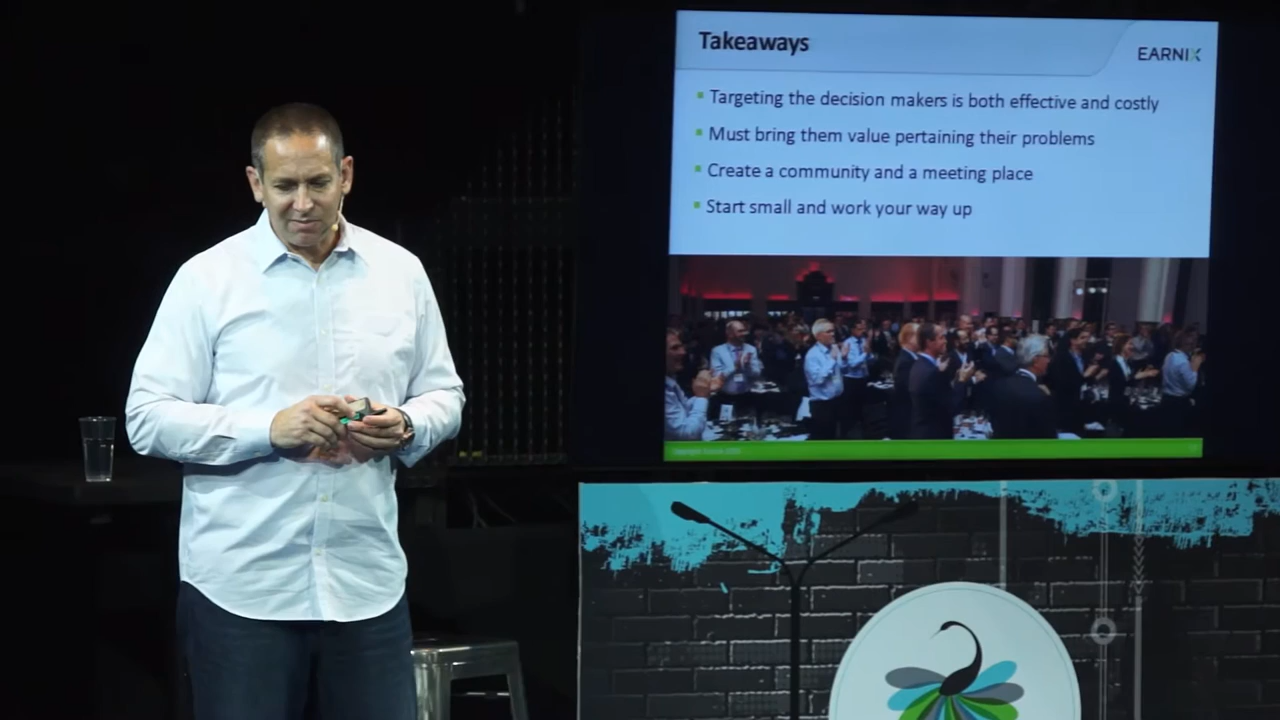 Takeaways
EARNIX
Targeting the decision makers is both effective and costly
Must bring them value pertaining their problems
Create a community and a meeting place
Start small and work your way up